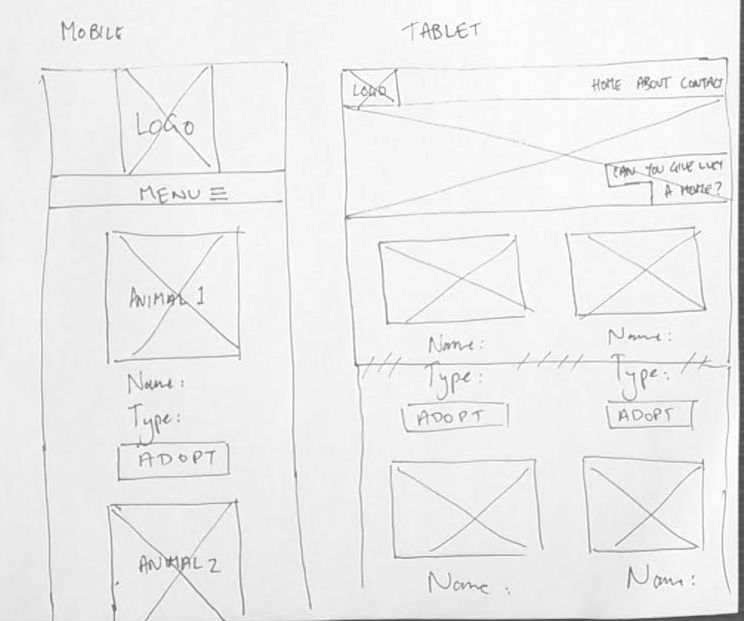 MOBILE
LOGO
MENU
ANIMAL 1
Name:
Type:
ADOPT
ANIMAL 2
TABLET
LOGO
HOME ABOUT CONTACT
CAN YOU GIVE LUCY
A HOME?
Name: Name:
Type: Type:
ADOPT ADOPT
Name: Name: